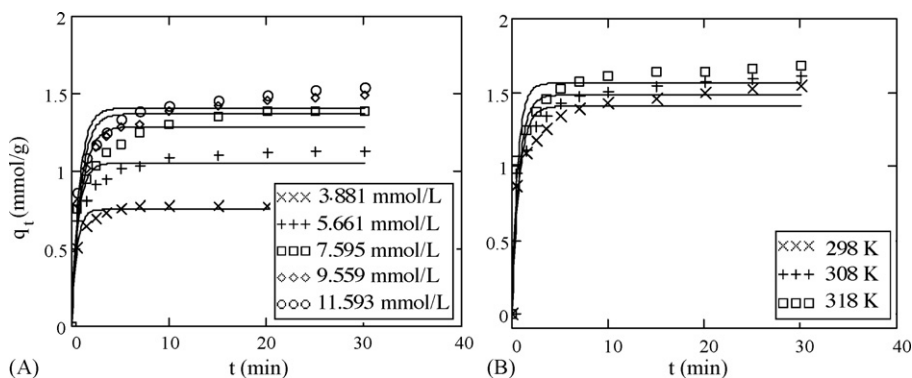 2
1.5
1
0.5
0
q_t (mmol/g)
××× 3.881 mmol/L
+++ 5.661 mmol/L
□□□ 7.595 mmol/L
◇◇◇ 9.559 mmol/L
○○○ 11.593 mmol/L
0 10 20 30 40
(A) t (min)
2
1.5
1
0.5
0
××× 298 K
+++ 308 K
□□□ 318 K
0 10 20 30 40
(B) t (min)